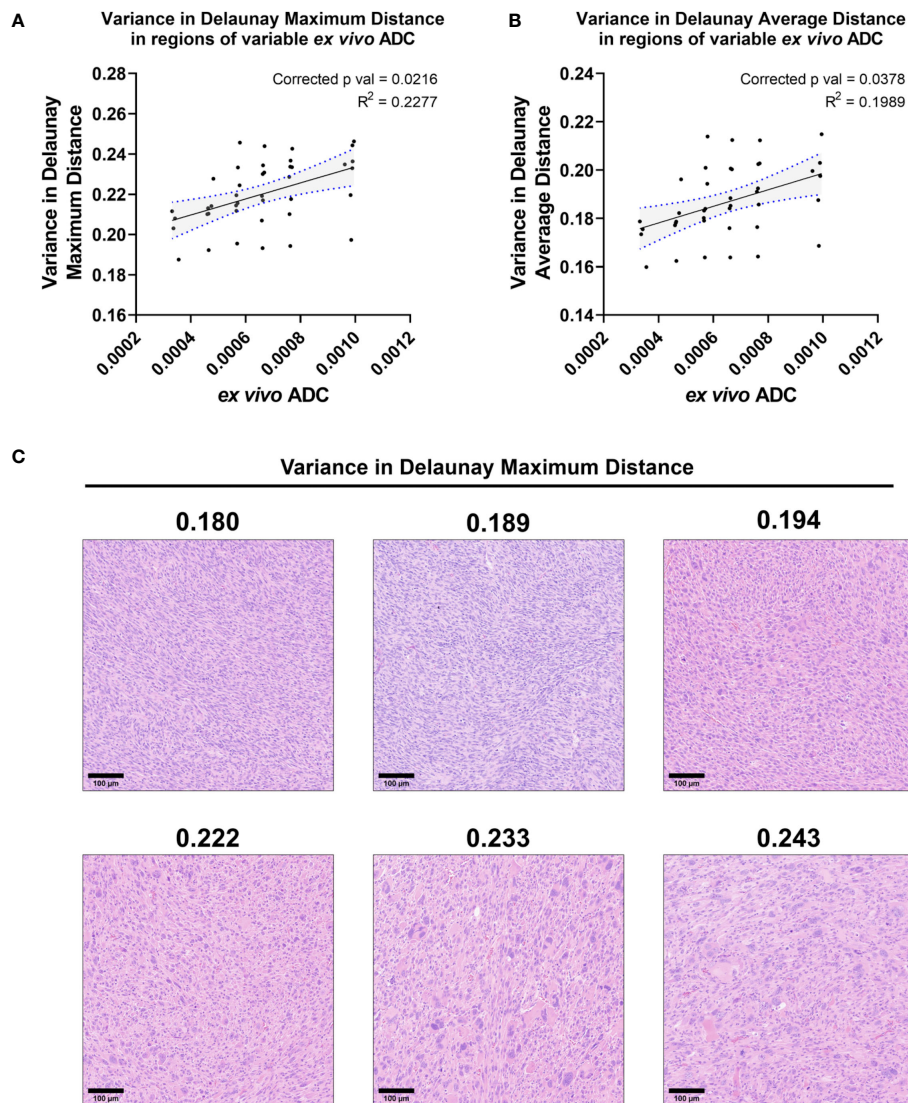 A
Variance in Delaunay Maximum Distance
in regions of variable ex vivo ADC
Corrected p val = 0.0216
R² = 0.2277
Variance in Delaunay
Maximum Distance
0.28
0.26
0.24
0.22
0.20
0.18
0.16
0.0002
0.0004
0.0006
0.0008
0.0010
0.0012
ex vivo ADC
B
Variance in Delaunay Average Distance
in regions of variable ex vivo ADC
Corrected p val = 0.0378
R² = 0.1989
Variance in Delaunay
Averaage Distance
0.24
0.22
0.20
0.18
0.16
0.14
0.0002
0.0004
0.0006
0.0008
0.0010
0.0012
ex vivo ADC
C
Variance in Delaunay Maximum Distance
0.180
0.189
0.194
100 µm
100 µm
100 µm
0.222
0.233
0.243
100 µm
100 µm
100 µm